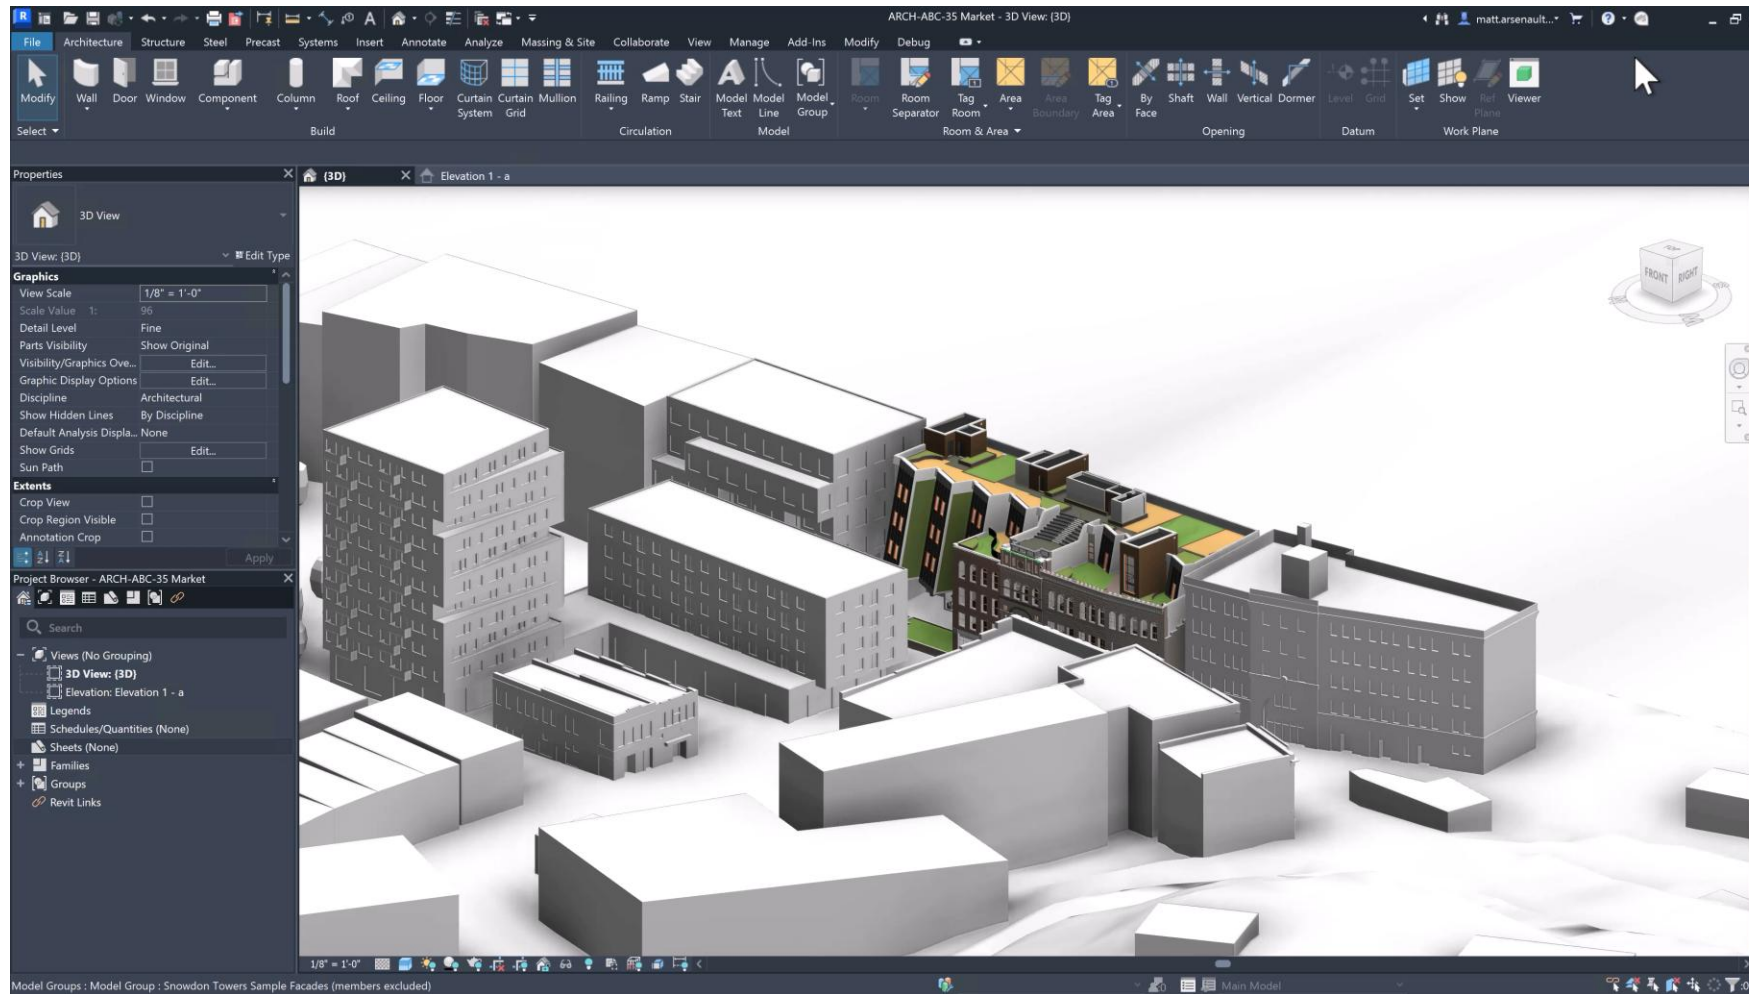 ARCH-ABC-35 Market - 3D View: {3D}
matt.arsenault...
File Architecture Structure Steel Precast Systems Insert Annotate Analyze Massing & Site Collaborate View Manage Add-Ins Modify Debug
Modify Wall Door Window Component Column Roof Ceiling Floor Curtain System Curtain Grid Mullion Railing Ramp Stair Model Text Model Line Model Group Room Room Separator Tag Room Area Area Boundary Tag Area By Face Shaft Wall Vertical Dormer Level Grid Set Show Ref Plane Viewer
Select Build Circulation Model Room & Area Opening Datum Work Plane
Properties
{3D} Elevation 1 - a
3D View
3D View: {3D} Edit Type
Graphics
View Scale 1/8" = 1'-0"
Scale Value 1: 96
Detail Level Fine
Parts Visibility Show Original
Visibility/Graphics Ove... Edit...
Graphic Display Options Edit...
Discipline Architectural
Show Hidden Lines By Discipline
Default Analysis Displa... None
Show Grids Edit...
Sun Path
Extents
Crop View
Crop Region Visible
Annotation Crop
Apply
Project Browser - ARCH-ABC-35 Market
Search
Views (No Grouping)
3D View: {3D}
Elevation: Elevation 1 - a
Legends
Schedules/Quantities (None)
Sheets (None)
Families
Groups
Revit Links
TOP
FRONT RIGHT
1/8" = 1'-0"
Model Groups : Model Group : Snowdon Towers Sample Facades (members excluded)
:0 Main Model :0